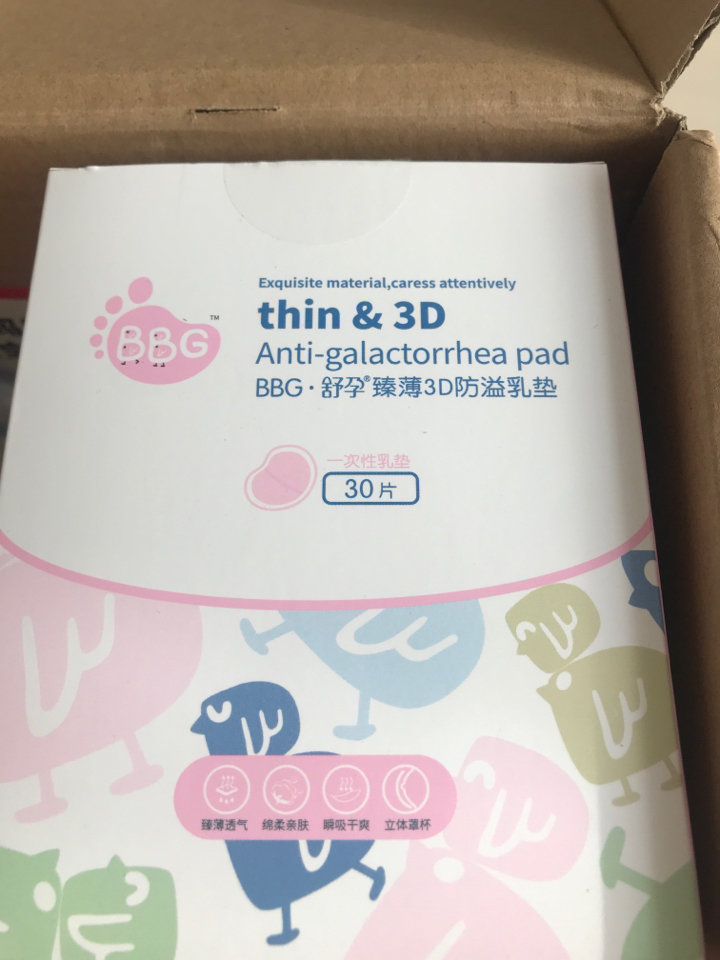 Exquisite material,caress attentively
BBG™
thin & 3D
Anti-galactorrhea pad
BBG·舒孕®臻薄3D防溢乳垫
一次性乳垫
30片
臻薄透气 绵柔亲肤 瞬吸干爽 立体罩杯